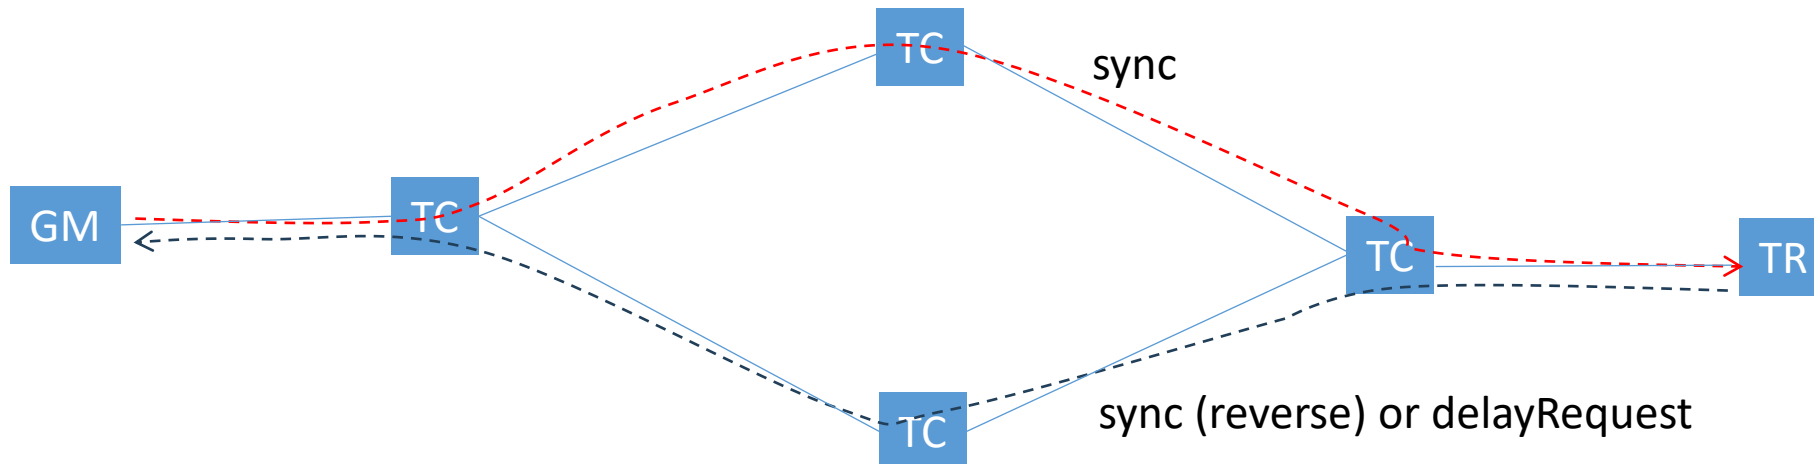 TC
sync
GM
TC
TC
TR
TC
sync (reverse) or delayRequest